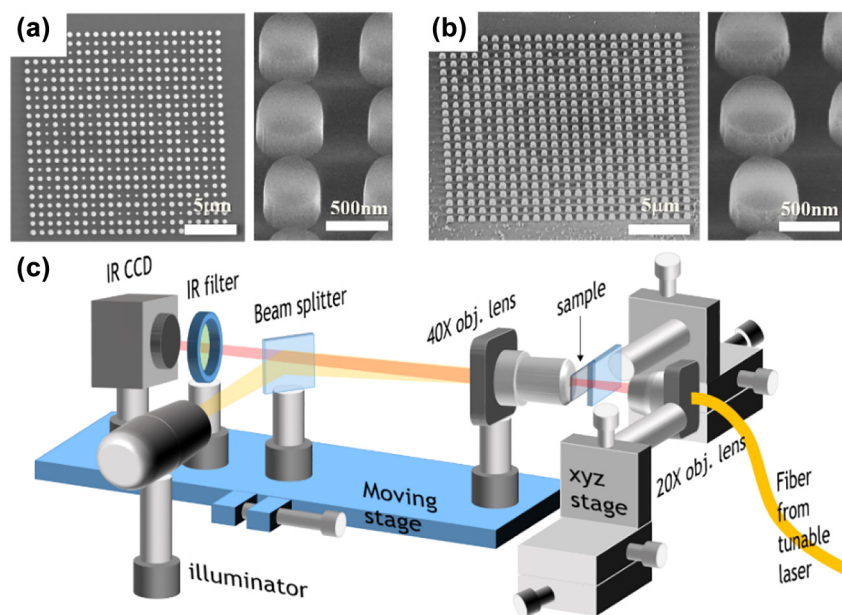 (a)
5μm
500nm
(b)
5μm
500nm
(c)
IR CCD
IR filter
Beam splitter
40X obj. lens
sample
20X obj. lens
xyz
stage
Moving
stage
illuminator
Fiber
from
tunable
laser